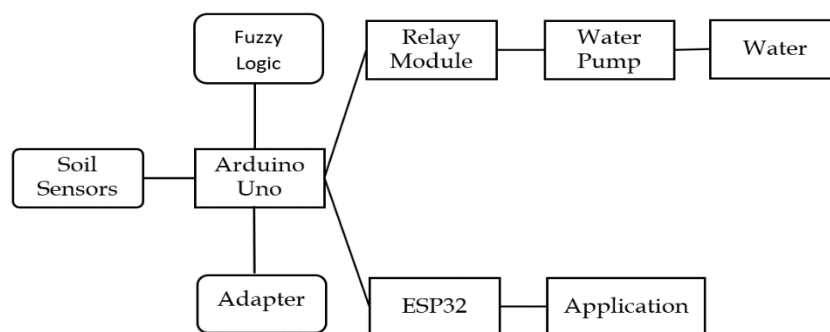 Fuzzy
Logic
Relay
Module
Water
Pump
Water
Soil
Sensors
Arduino
Uno
Adapter
ESP32
Application